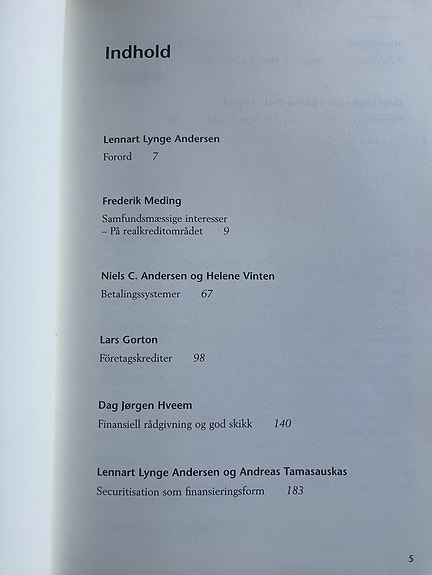 Indhold
Lennart Lynge Andersen
Forord 7
Frederik Meding
Samfundsmæssige interesser
– På realkreditområdet 9
Niels C. Andersen og Helene Vinten
Betalingssystemer 67
Lars Gorton
Företagskrediter 98
Dag Jørgen Hveem
Finansiell rådgivning og god skikk 140
Lennart Lynge Andersen og Andreas Tamasauskas
Securitisation som finansieringsform 183
5